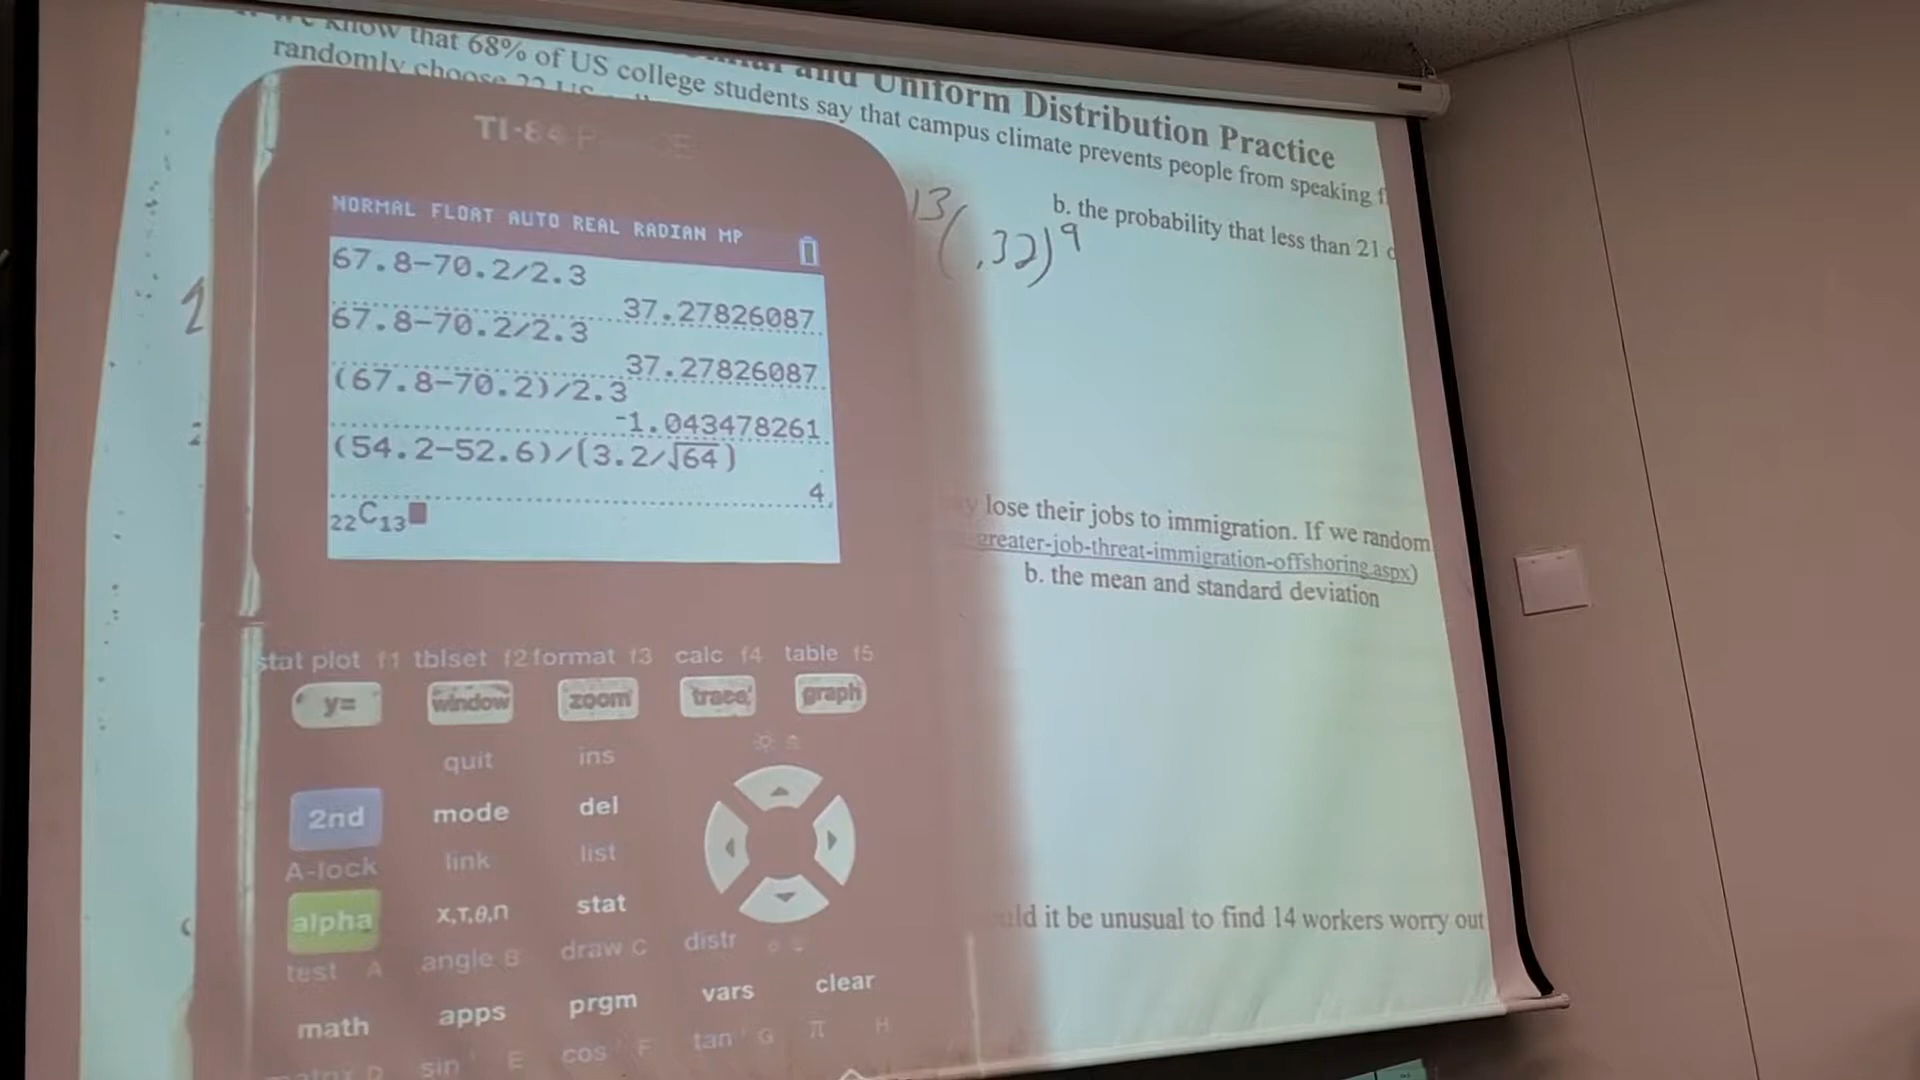 and Uniform Distribution Practice
know that 68% of US college students say that campus climate prevents people from speaking
randomly choose 22 US
13
(.32)^9
b. the probability that less than 21
TI-84
NORMAL FLOAT AUTO REAL RADIAN MP
67.8-70.2/2.3
37.27826087
67.8-70.2/2.3
37.27826087
(67.8-70.2)/2.3
-1.043478261
(54.2-52.6)/(3.2/√64)
4
22C13
lose their jobs to immigration. If we random
greater-job-threat-immigration-offshoring.aspx)
b. the mean and standard deviation
stat plot f1 tblset f2 format f3 calc f4 table f5
y= window zoom trace graph
quit ins
2nd mode del
A-lock link list
alpha X,T,θ,n stat
test A angle B draw C distr
math apps prgm vars clear
it be unusual to find 14 workers worry out
D sin E cos F tan G π H